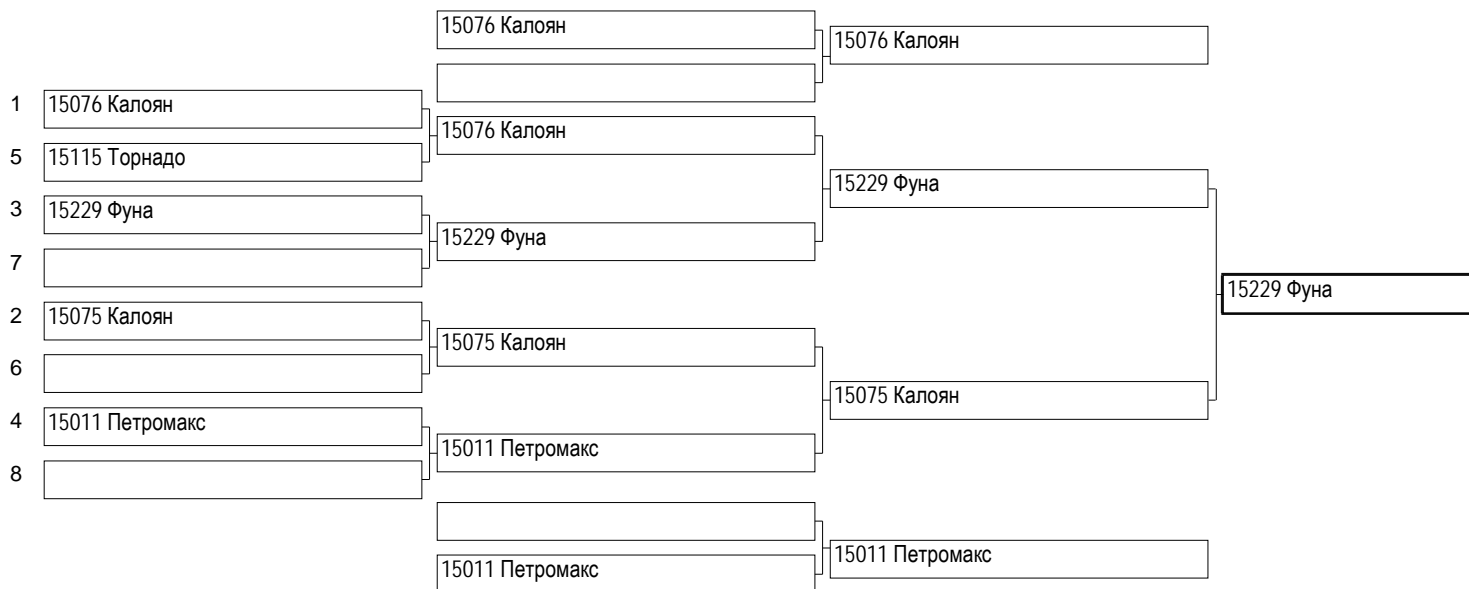 15076 Калоян
15076 Калоян
1 15076 Калоян
15076 Калоян
5 15115 Торнадо
15229 Фуна
3 15229 Фуна
15229 Фуна
7
15229 Фуна
2 15075 Калоян
15075 Калоян
6
15075 Калоян
4 15011 Петромакс
15011 Петромакс
8
15011 Петромакс
15011 Петромакс